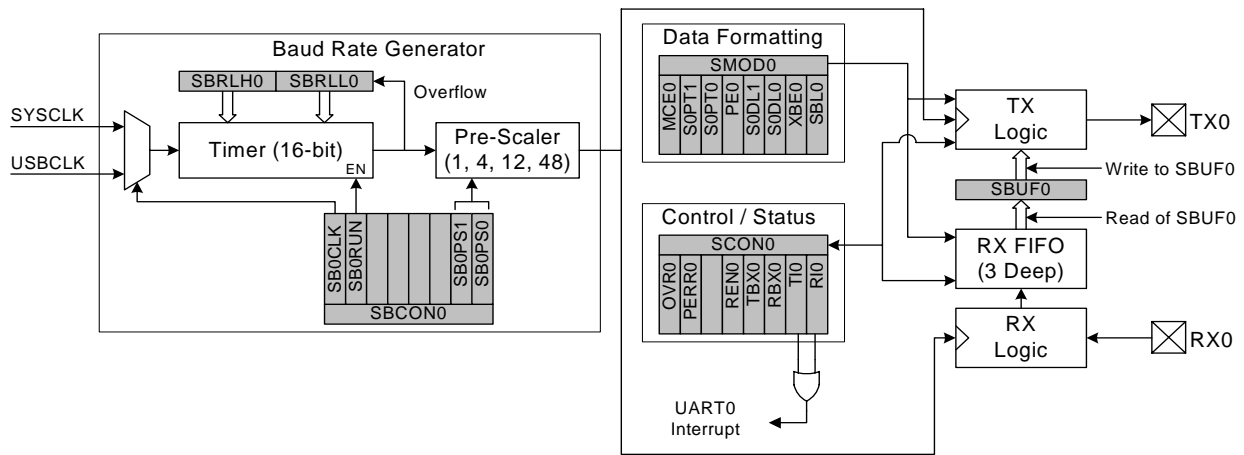 Baud Rate Generator
SBRLH0 SBRLL0
Overflow
SYSCLK
USBCLK
Timer (16-bit)
EN
Pre-Scaler
(1, 4, 12, 48)
SB0CLK
SB0RUN
SB0PS1
SB0PS0
SBCON0
Data Formatting
SMOD0
MCE0
S0PT1
S0PT0
PE0
S0DL1
S0DL0
XBE0
SBL0
Control / Status
SCON0
OVR0
PERR0
REN0
TBX0
RBX0
TI0
RI0
UART0
Interrupt
TX
Logic
TX0
Write to SBUF0
SBUF0
Read of SBUF0
RX FIFO
(3 Deep)
RX
Logic
RX0